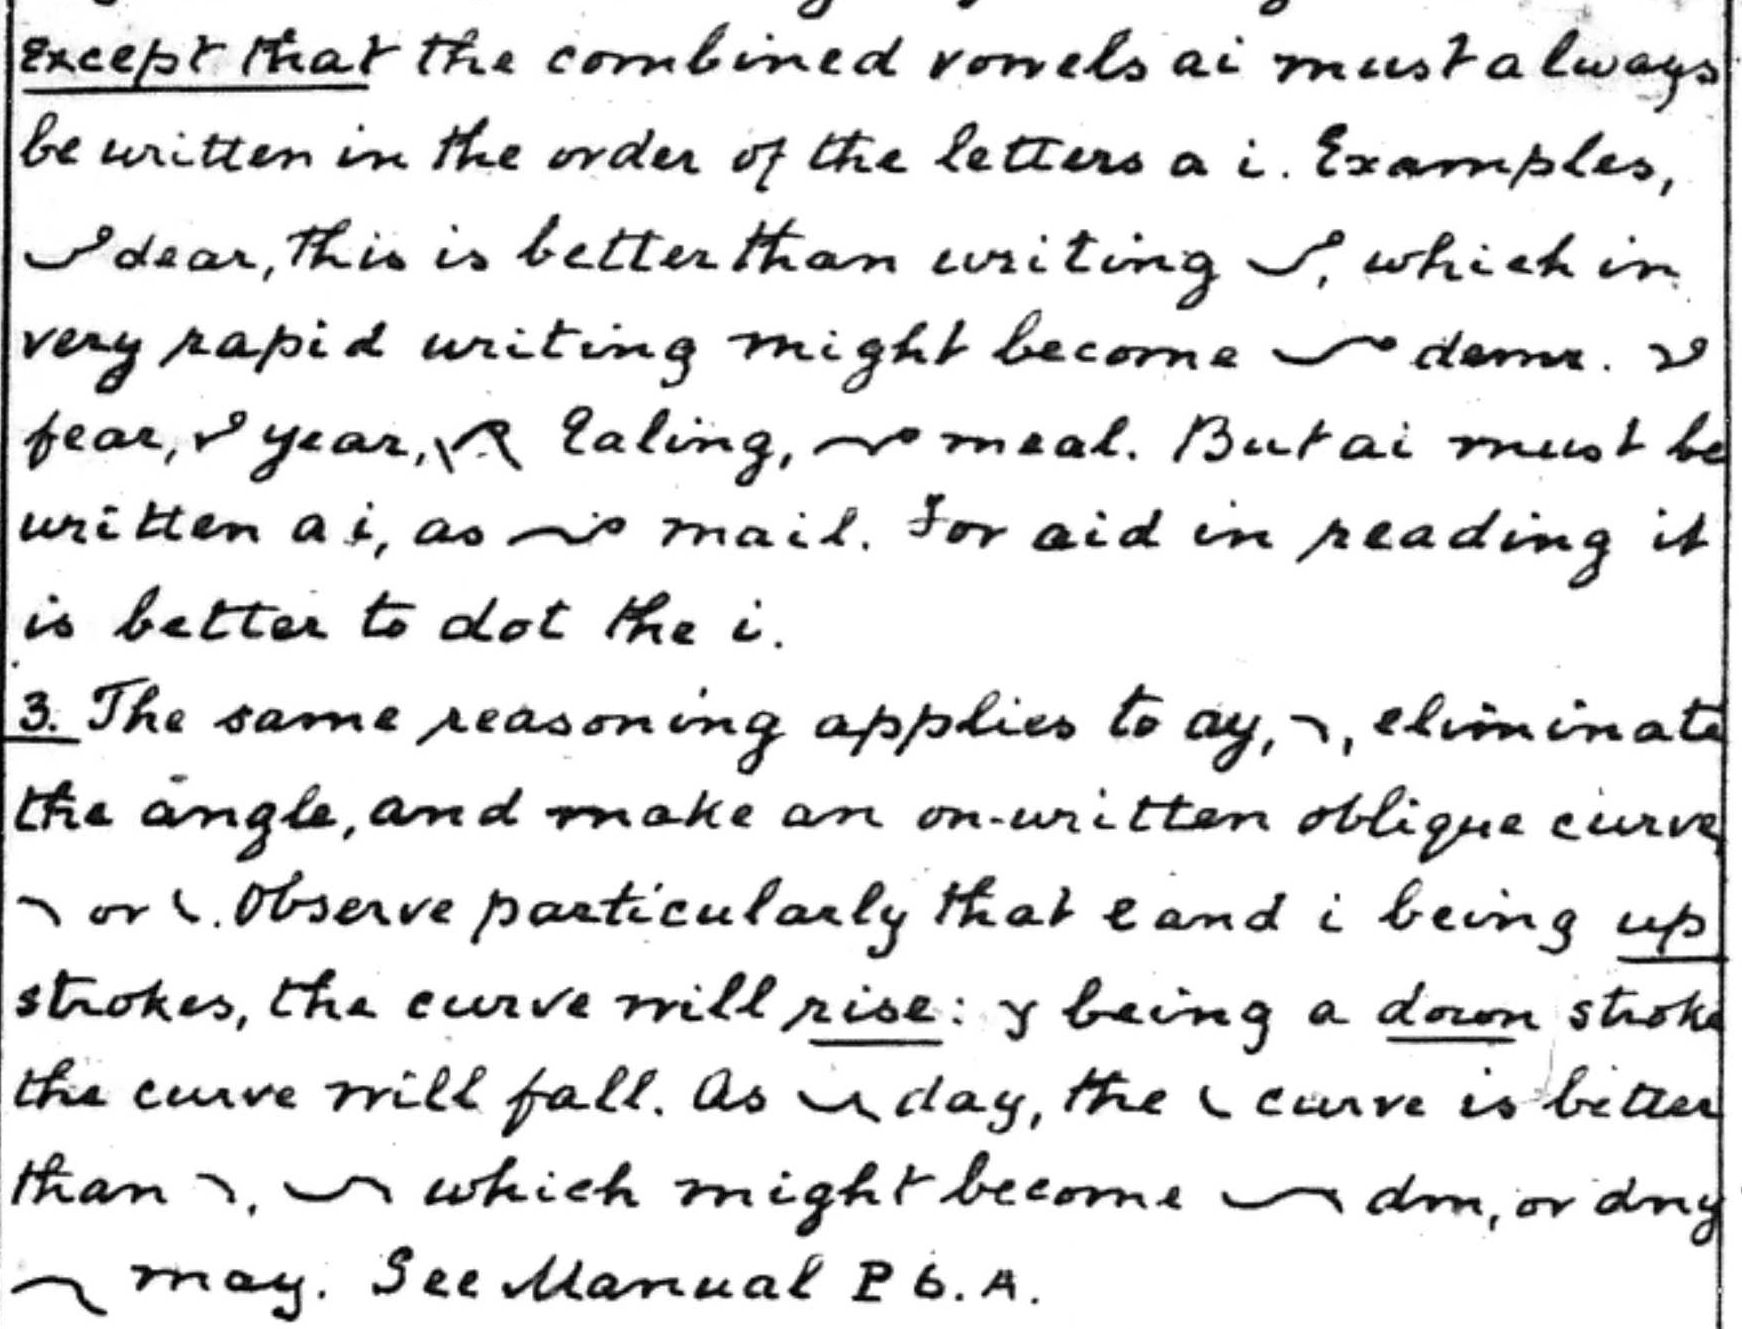 Except that the combined vowels ai must always
be written in the order of the letters a i. Examples,
dear, this is better than writing , which in
very rapid writing might become demr.
fear, year, Ealing, meal. But ai must be
written a i, as mail. For aid in reading it
is better to dot the i.
3. The same reasoning applies to ay, , eliminate
the angle, and make an on-written oblique curve
or . Observe particularly that e and i being up
strokes, the curve will rise: y being a down stroke
the curve will fall. As day, the curve is better
than , which might become dm, or dny
may. See Manual P 6. A.